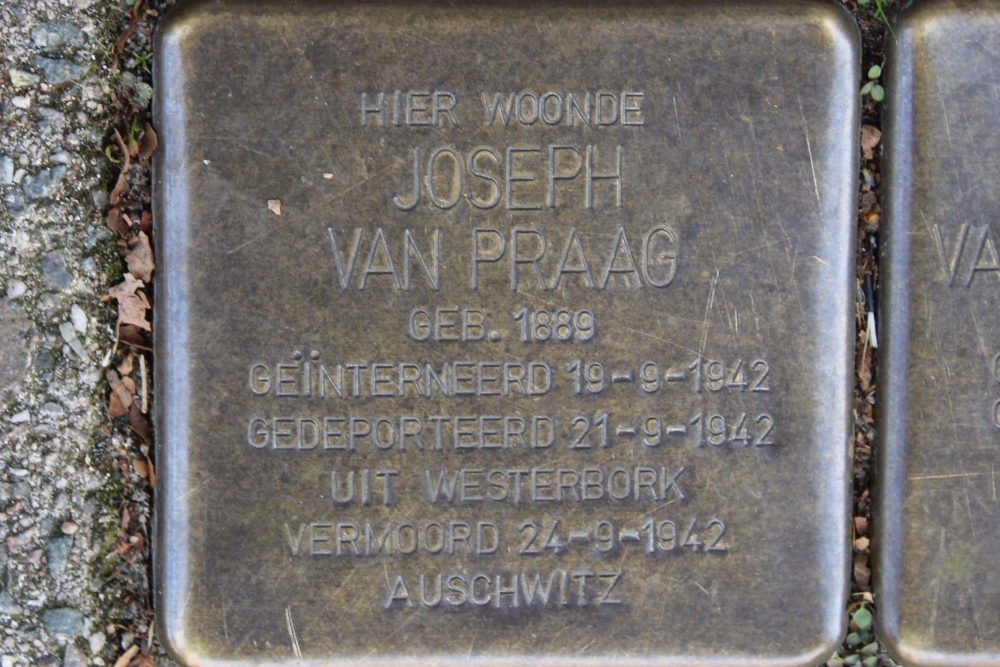 HIER WOONDE
JOSEPH
VAN PRAAG
GEB. 1889
GEÏNTERNEERD 19-9-1942
GEDEPORTEERD 21-9-1942
UIT WESTERBORK
VERMOORD 24-9-1942
AUSCHWITZ
VA